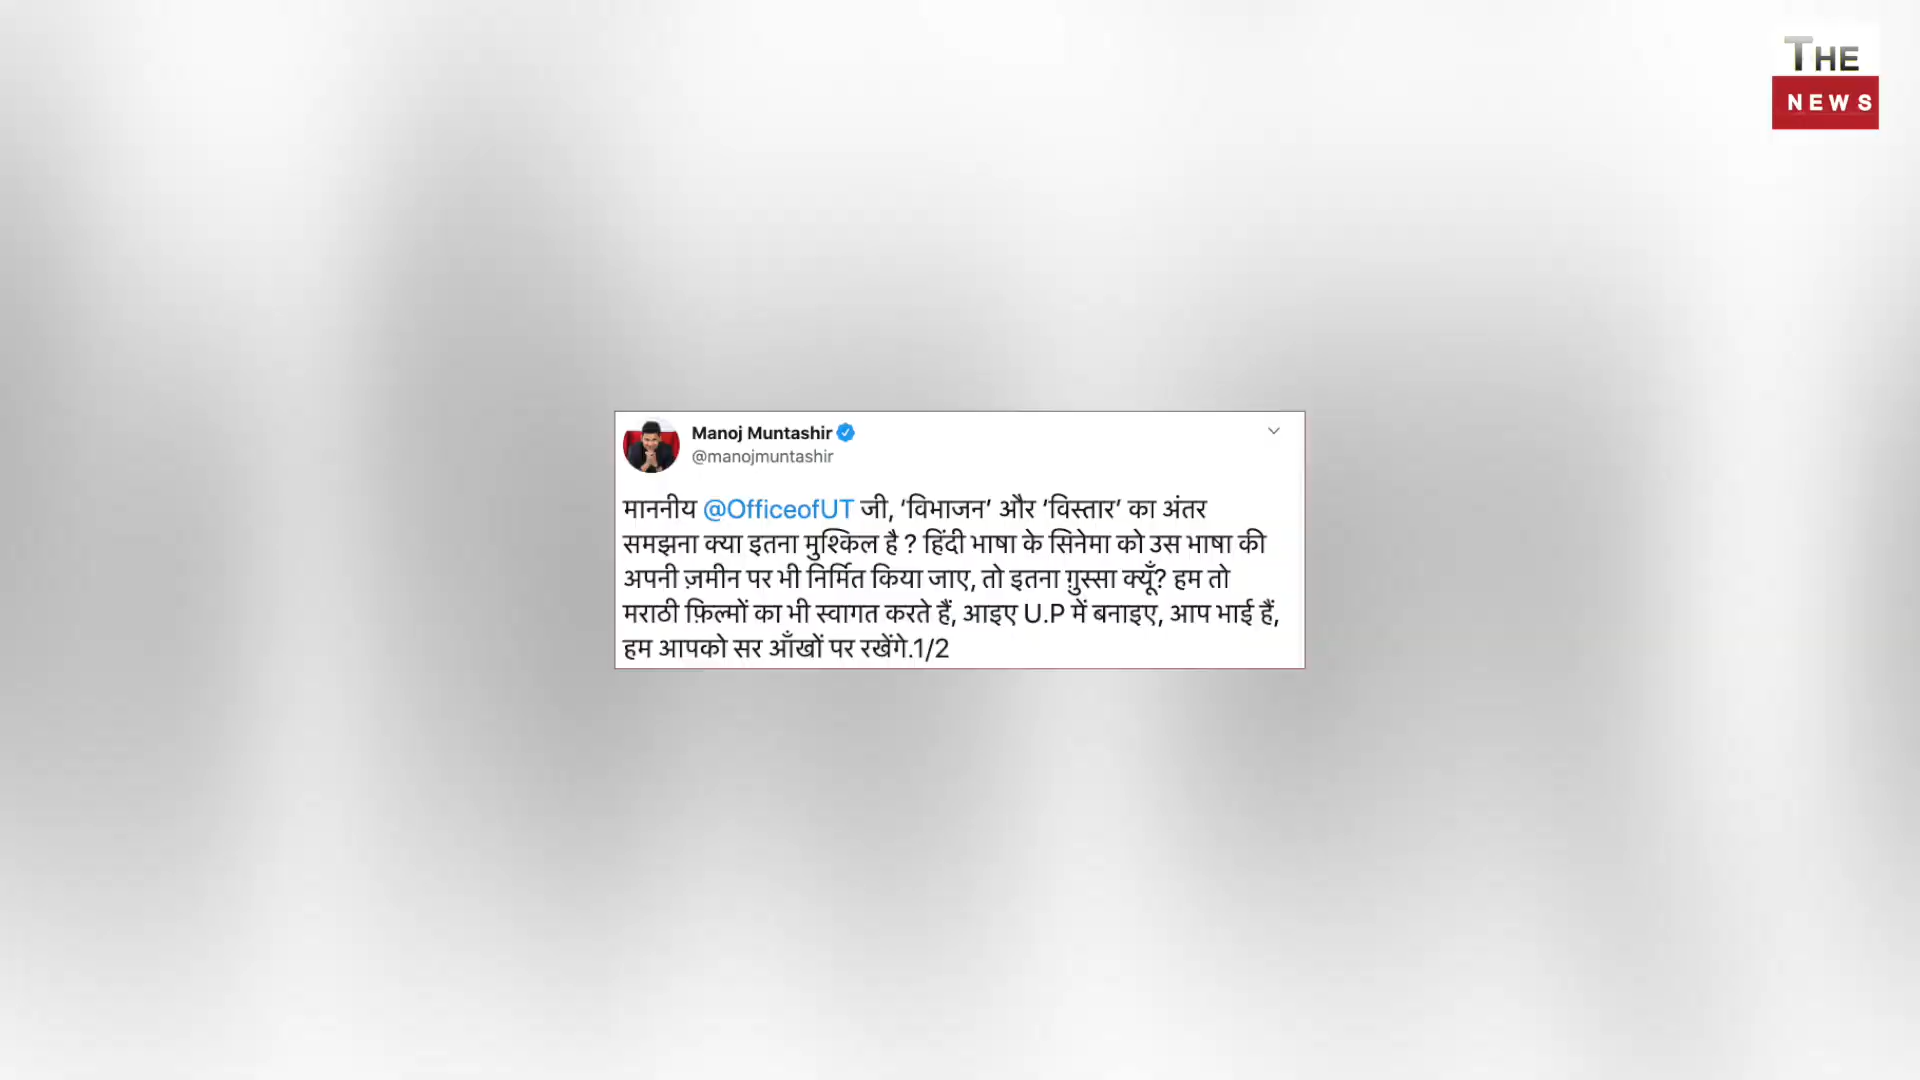 THE
NEWS
Manoj Muntashir
@manojmuntashir
माननीय @OfficeofUT जी, ‘विभाजन’ और ‘विस्तार’ का अंतर
समझना क्या इतना मुश्किल है ? हिंदी भाषा के सिनेमा को उस भाषा की
अपनी ज़मीन पर भी निर्मित किया जाए, तो इतना ग़ुस्सा क्यूँ? हम तो
मराठी फ़िल्मों का भी स्वागत करते हैं, आइए U.P में बनाइए, आप भाई हैं,
हम आपको सर आँखों पर रखेंगे.1/2